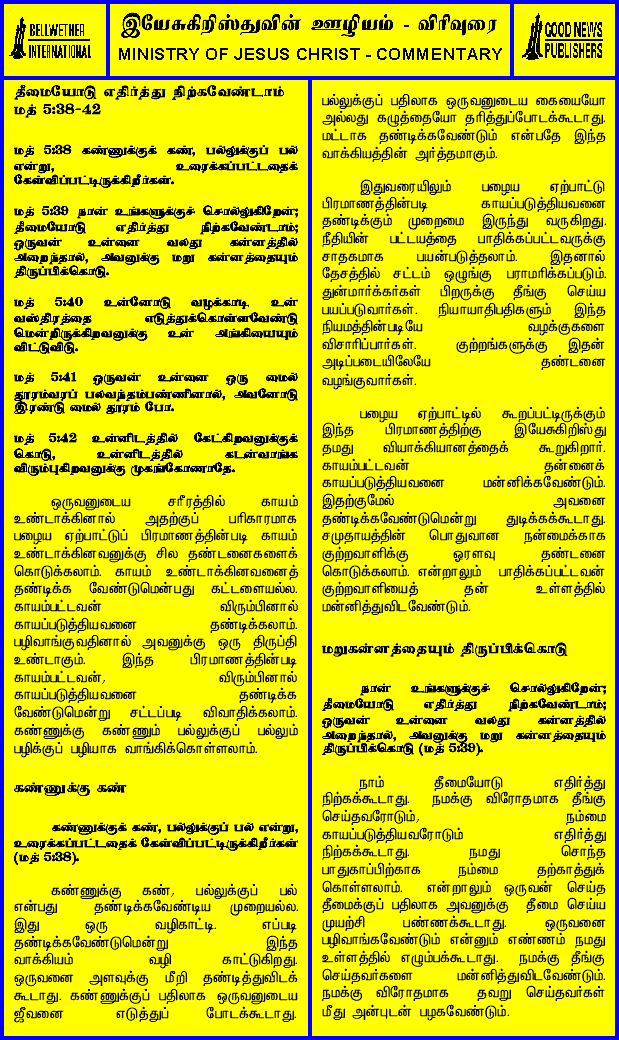 BELLWETHER
INTERNATIONAL
இயேசுகிறிஸ்துவின் ஊழியம் - விரிவுரை
MINISTRY OF JESUS CHRIST - COMMENTARY
GOOD NEWS
PUBLISHERS
தீமையோடு எதிர்த்து நிற்கவேண்டாம்
மத் 5:38-42
மத் 5:38 கண்ணுக்குக் கண், பல்லுக்குப் பல்
என்று, உரைக்கப்பட்டதைக்
கேள்விப்பட்டிருக்கிறீர்கள்.
மத் 5:39 நான் உங்களுக்குச் சொல்லுகிறேன்;
தீமையோடு எதிர்த்து நிற்கவேண்டாம்;
ஒருவன் உன்னை வலது கன்னத்தில்
அறைந்தால், அவனுக்கு மறு கன்னத்தையும்
திருப்பிக்கொடு.
மத் 5:40 உன்னோடு வழக்காடி, உன்
வஸ்திரத்தை எடுத்துக்கொள்ளவேண்டு
மென்றிருக்கிறவனுக்கு உன் அங்கியையும்
விட்டுவிடு.
மத் 5:41 ஒருவன் உன்னை ஒரு மைல்
தூரம்வரப் பலவந்தம்பண்ணினால், அவனோடு
இரண்டு மைல் தூரம் போ.
மத் 5:42 உன்னிடத்தில் கேட்கிறவனுக்குக்
கொடு, உன்னிடத்தில் கடன்வாங்க
விரும்புகிறவனுக்கு முகங்கோணாதே.
ஒருவனுடைய சரீரத்தில் காயம்
உண்டாக்கினால் அதற்குப் பரிகாரமாக
பழைய ஏற்பாட்டுப் பிரமாணத்தின்படி காயம்
உண்டாக்கினவனுக்கு சில தண்டனைகளைக்
கொடுக்கலாம். காயம் உண்டாக்கினவனைத்
தண்டிக்க வேண்டுமென்பது கட்டளையல்ல.
காயம்பட்டவன் விரும்பினால்
காயப்படுத்தியவனை தண்டிக்கலாம்.
பழிவாங்குவதினால் அவனுக்கு ஒரு திருப்தி
உண்டாகும். இந்த பிரமாணத்தின்படி
காயம்பட்டவன், விரும்பினால்
காயப்படுத்தியவனை தண்டிக்க
வேண்டுமென்று சட்டப்படி விவாதிக்கலாம்.
கண்ணுக்கு கண்ணும் பல்லுக்குப் பல்லும்
பழிக்குப் பழியாக வாங்கிக்கொள்ளலாம்.
கண்ணுக்கு கண்
கண்ணுக்குக் கண், பல்லுக்குப் பல் என்று,
உரைக்கப்பட்டதைக் கேள்விப்பட்டிருக்கிறீர்கள்
(மத் 5:38).
கண்ணுக்கு கண், பல்லுக்குப் பல்
என்பது தண்டிக்கவேண்டிய முறையல்ல.
இது ஒரு வழிகாட்டி. எப்படி
தண்டிக்கவேண்டுமென்று இந்த
வாக்கியம் வழி காட்டுகிறது.
ஒருவனை அளவுக்கு மீறி தண்டித்துவிடக்
கூடாது. கண்ணுக்குப் பதிலாக ஒருவனுடைய
ஜீவனை எடுத்துப் போடக்கூடாது.
பல்லுக்குப் பதிலாக ஒருவனுடைய கையையோ
அல்லது கழுத்தையோ தரித்துப்போடக்கூடாது.
மட்டாக தண்டிக்கவேண்டும் என்பதே இந்த
வாக்கியத்தின் அர்த்தமாகும்.
இதுவரையிலும் பழைய ஏற்பாட்டு
பிரமாணத்தின்படி காயப்படுத்தியவனை
தண்டிக்கும் முறைமை இருந்து வருகிறது.
நீதியின் பட்டயத்தை பாதிக்கப்பட்டவருக்கு
சாதகமாக பயன்படுத்தலாம். இதனால்
தேசத்தில் சட்டம் ஒழுங்கு பராமரிக்கப்படும்.
துன்மார்க்கர்கள் பிறருக்கு தீங்கு செய்ய
பயப்படுவார்கள். நியாயாதிபதிகளும் இந்த
நியமத்தின்படியே வழக்குகளை
விசாரிப்பார்கள். குற்றங்களுக்கு இதன்
அடிப்படையிலேயே தண்டனை
வழங்குவார்கள்.
பழைய ஏற்பாட்டில் கூறப்பட்டிருக்கும்
இந்த பிரமாணத்திற்கு இயேசுகிறிஸ்து
தமது வியாக்கியானத்தைக் கூறுகிறார்.
காயம்பட்டவன் தன்னைக்
காயப்படுத்தியவனை மன்னிக்கவேண்டும்.
இதற்குமேல் அவனை
தண்டிக்கவேண்டுமென்று துடிக்கக்கூடாது.
சமுதாயத்தின் பொதுவான நன்மைக்காக
குற்றவாளிக்கு ஓரளவு தண்டனை
கொடுக்கலாம். என்றாலும் பாதிக்கப்பட்டவன்
குற்றவாளியைத் தன் உள்ளத்தில்
மன்னித்துவிடவேண்டும்.
மறுகன்னத்தையும் திருப்பிக்கொடு
நான் உங்களுக்குச் சொல்லுகிறேன்;
தீமையோடு எதிர்த்து நிற்கவேண்டாம்;
ஒருவன் உன்னை வலது கன்னத்தில்
அறைந்தால், அவனுக்கு மறு கன்னத்தையும்
திருப்பிக்கொடு (மத் 5:39).
நாம் தீமையோடு எதிர்த்து
நிற்கக்கூடாது. நமக்கு விரோதமாக தீங்கு
செய்தவரோடும், நம்மை
காயப்படுத்தியவரோடும் எதிர்த்து
நிற்கக்கூடாது. நமது சொந்த
பாதுகாப்பிற்காக நம்மை தற்காத்துக்
கொள்ளலாம். என்றாலும் ஒருவன் செய்த
தீமைக்குப் பதிலாக அவனுக்கு தீமை செய்ய
முயற்சி பண்ணக்கூடாது. ஒருவனை
பழிவாங்கவேண்டும் என்னும் எண்ணம் நமது
உள்ளத்தில் எழும்பக்கூடாது. நமக்கு தீங்கு
செய்தவர்களை மன்னித்துவிடவேண்டும்.
நமக்கு விரோதமாக தவறு செய்தவர்கள்
மீது அன்புடன் பழகவேண்டும்.